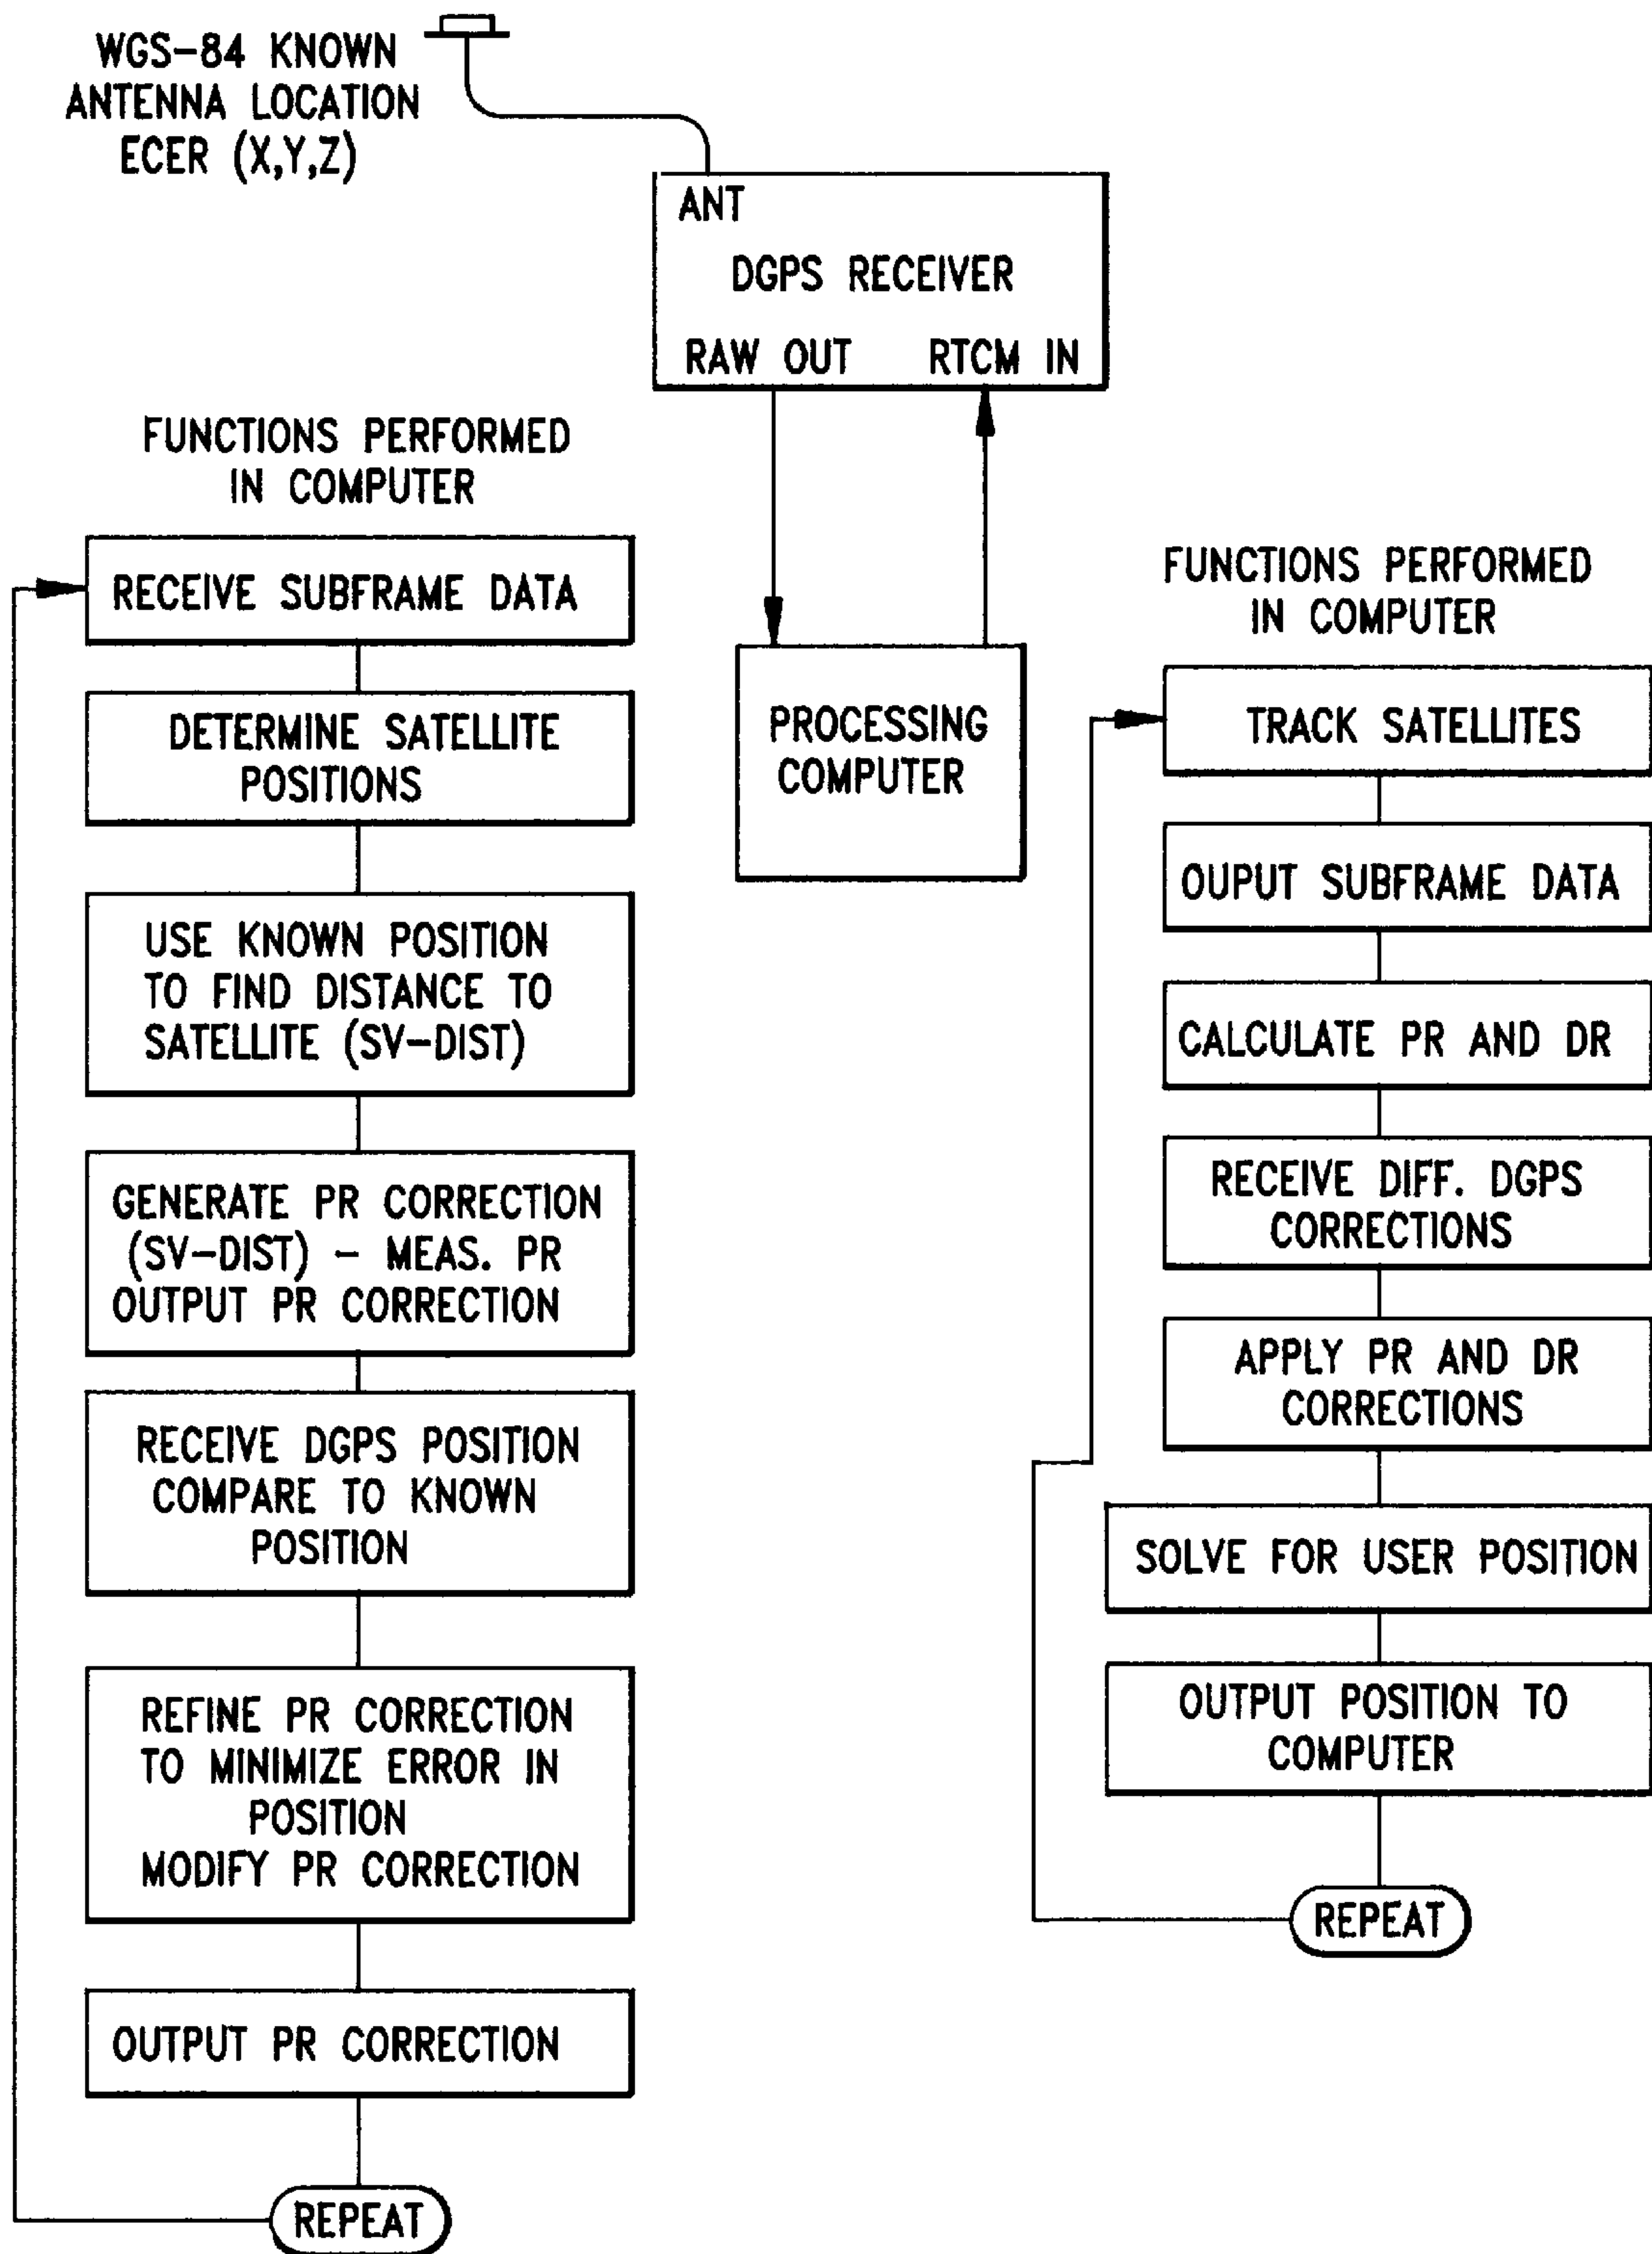 WGS-84 KNOWN
ANTENNA LOCATION
ECER (X,Y,Z)
ANT
DGPS RECEIVER
RAW OUT
RTCM IN
FUNCTIONS PERFORMED
IN COMPUTER
RECEIVE SUBFRAME DATA
DETERMINE SATELLITE
POSITIONS
USE KNOWN POSITION
TO FIND DISTANCE TO
SATELLITE (SV-DIST)
GENERATE PR CORRECTION
(SV-DIST) - MEAS. PR
OUTPUT PR CORRECTION
RECEIVE DGPS POSITION
COMPARE TO KNOWN
POSITION
REFINE PR CORRECTION
TO MINIMIZE ERROR IN
POSITION
MODIFY PR CORRECTION
OUTPUT PR CORRECTION
REPEAT
PROCESSING
COMPUTER
FUNCTIONS PERFORMED
IN COMPUTER
TRACK SATELLITES
OUPUT SUBFRAME DATA
CALCULATE PR AND DR
RECEIVE DIFF. DGPS
CORRECTIONS
APPLY PR AND DR
CORRECTIONS
SOLVE FOR USER POSITION
OUTPUT POSITION TO
COMPUTER
REPEAT